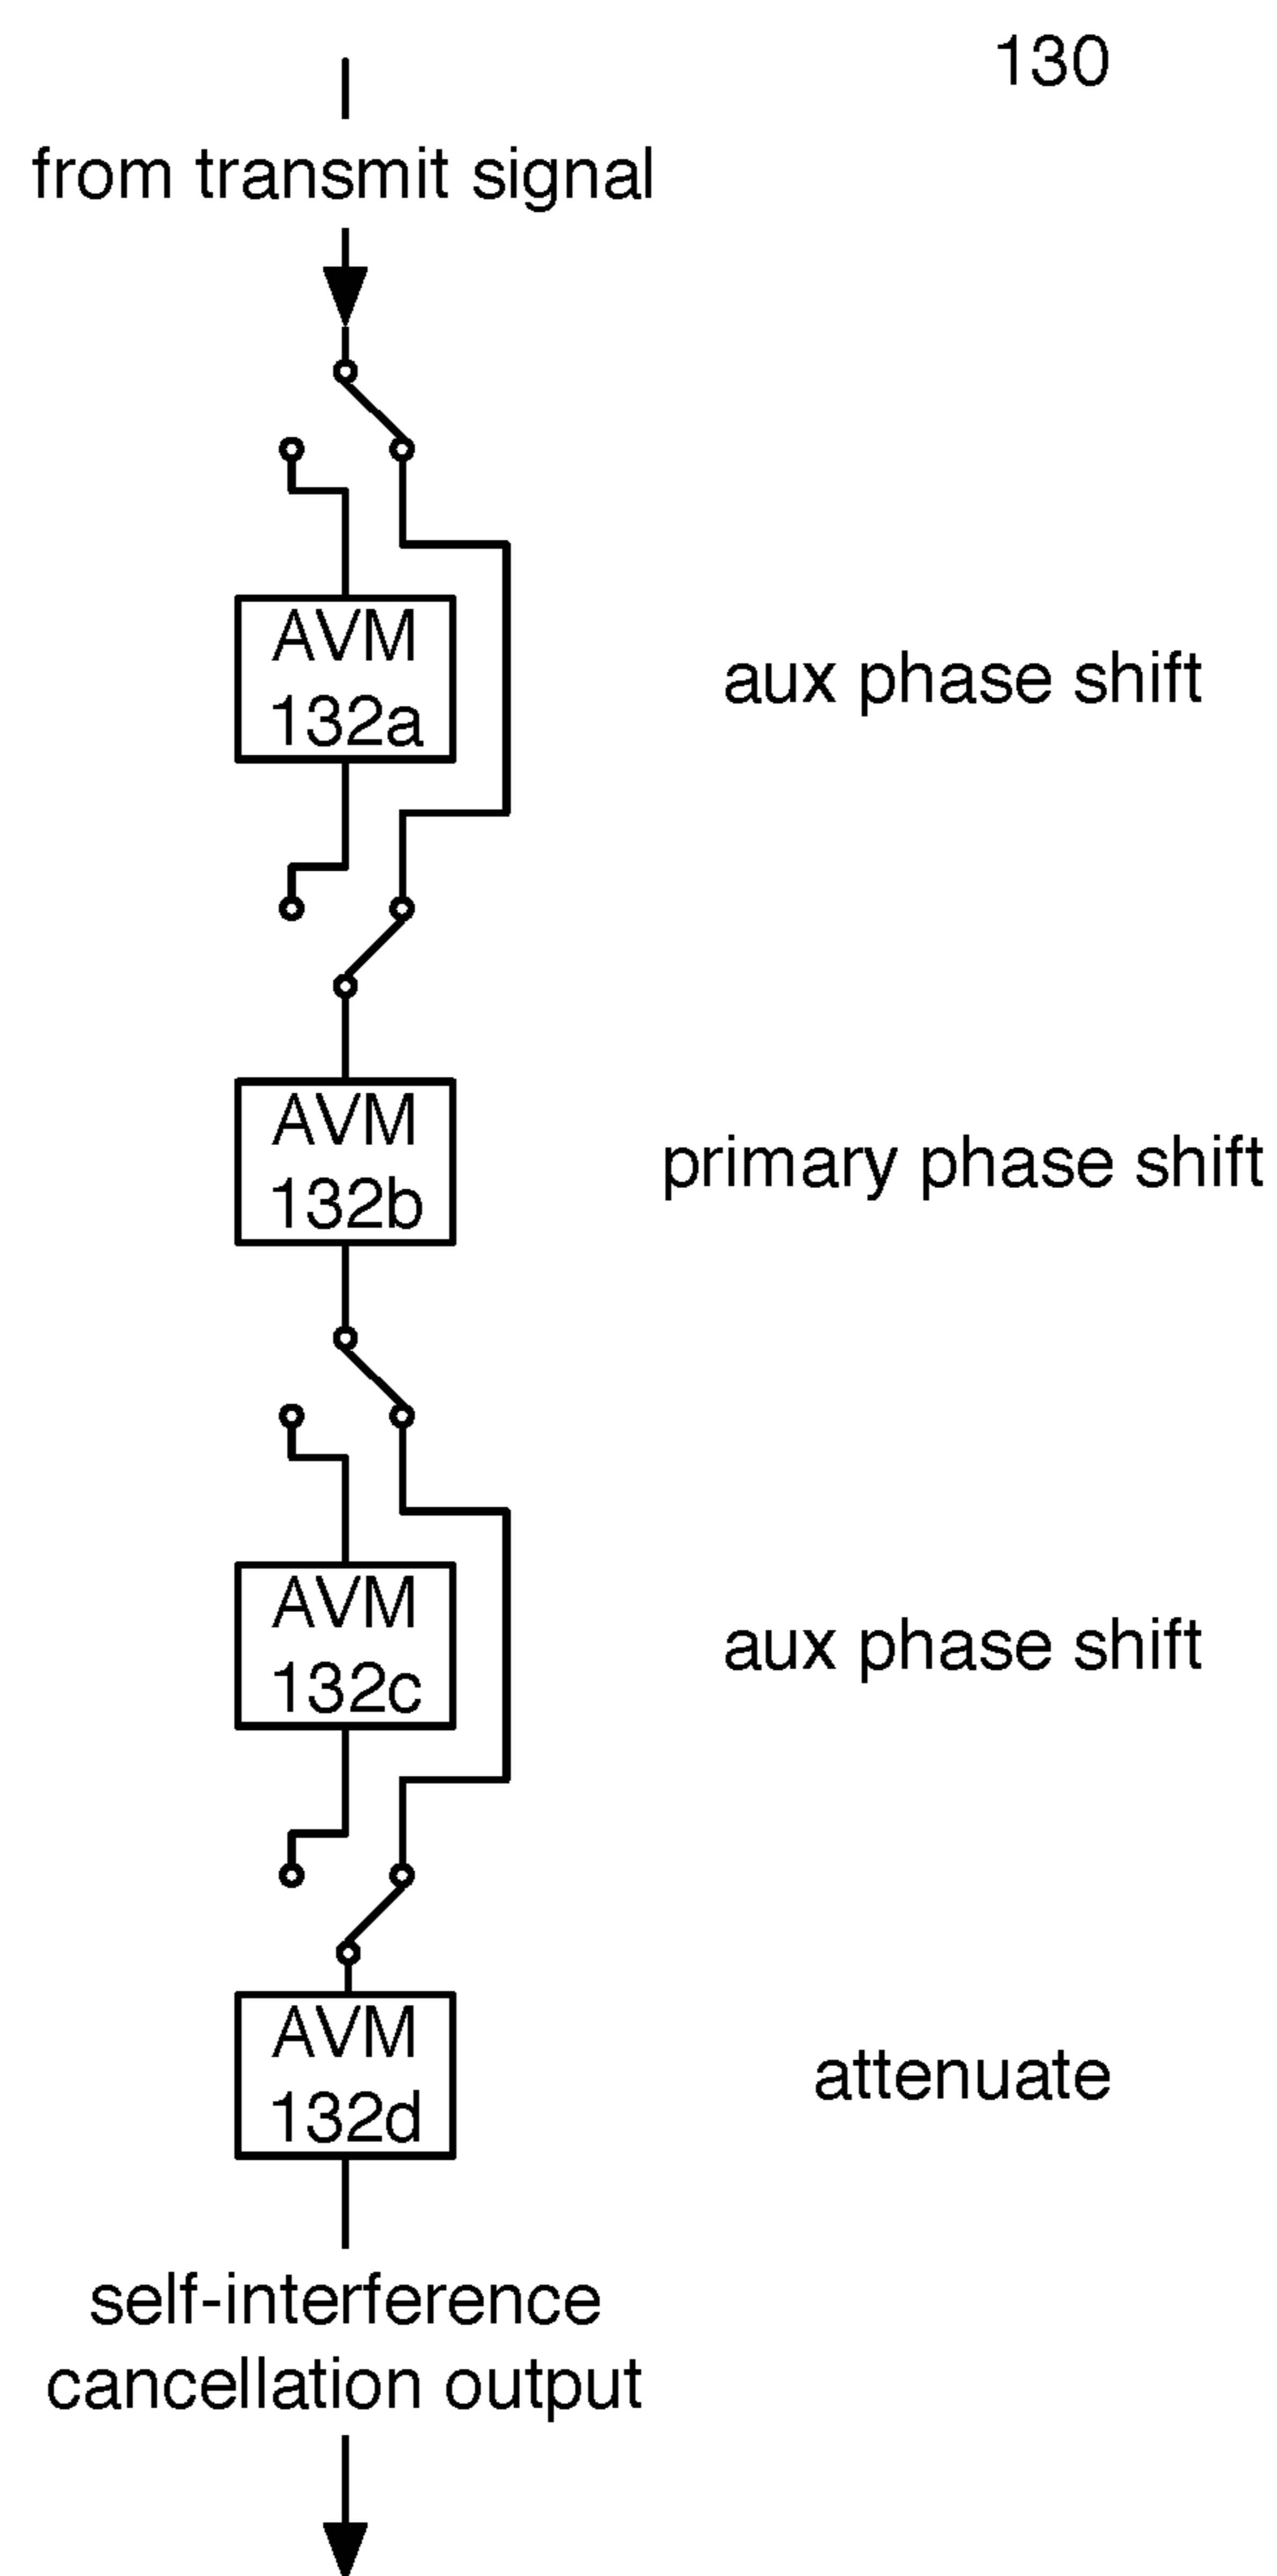 130
from transmit signal
AVM
132a
aux phase shift
AVM
132b
primary phase shift
AVM
132c
aux phase shift
AVM
132d
attenuate
self-interference
cancellation output